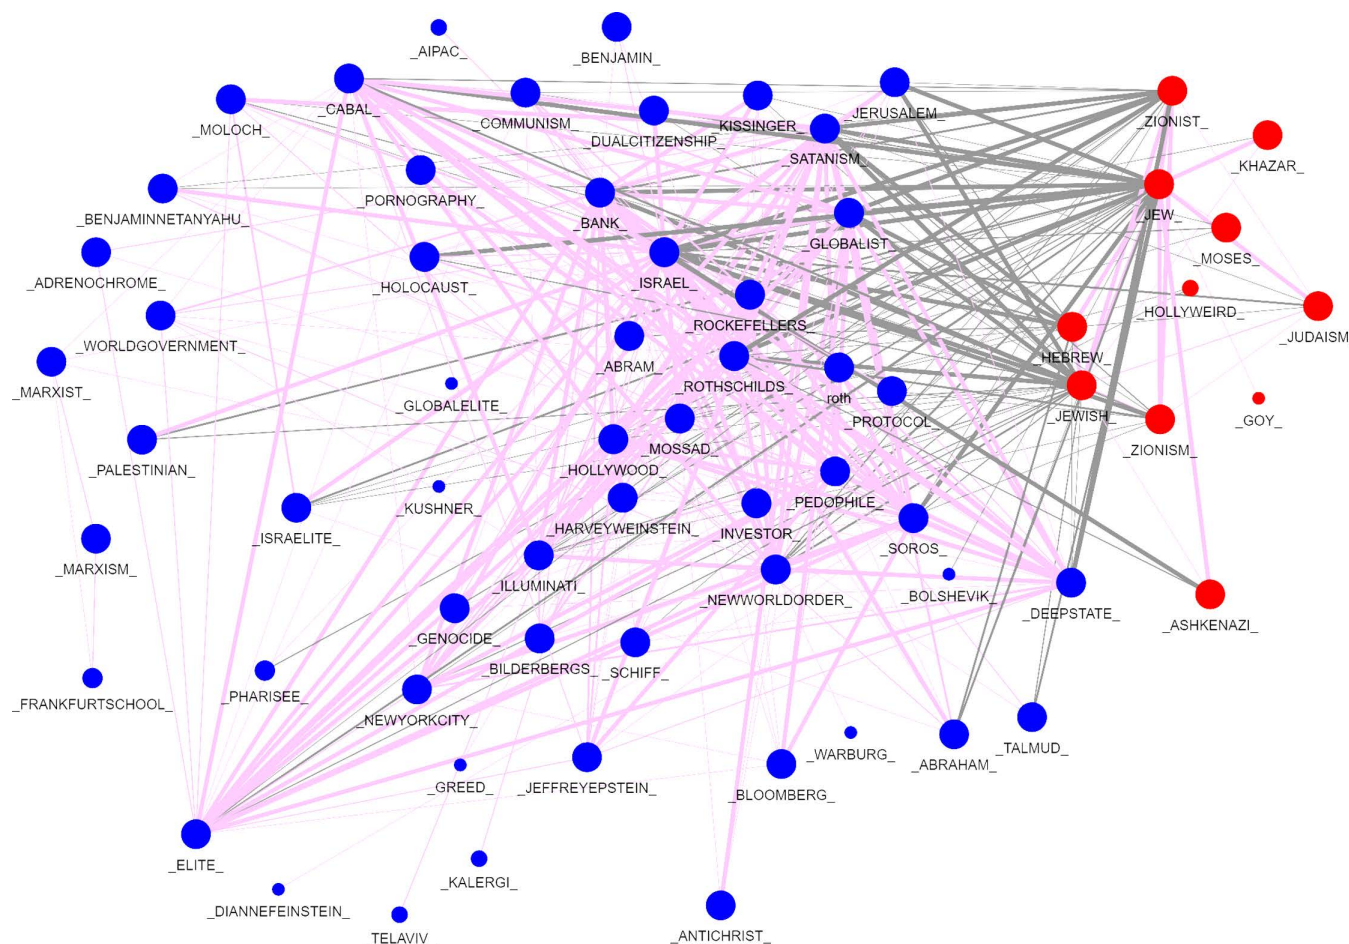 _AIPAC_
_BENJAMIN_
_CABAL_
_MOLOCH_
_COMMUNISM_
_DUALCITIZENSHIP_
_KISSINGER_
_SATANISM_
_JERUSALEM_
_ZIONIST_
_KHAZAR_
_PORNOGRAPHY_
_BENJAMINNETANYAHU_
_BANK_
_GLOBALIST_
_JEW_
_MOSES_
_ADRENOCHROME_
_HOLOCAUST_
_ISRAEL_
_HOLLYWEIRD_
_ROCKEFELLERS_
_JUDAISM
_WORLDGOVERNMENT_
_ABRAM_
_HEBREW_
_MARXIST_
_GLOBALELITE_
_ROTHSCHILDS_
roth
_PROTOCOL_
_JEWISH_
_GOY_
_PALESTINIAN_
_HOLLYWOOD_
_MOSSAD_
_ZIONISM_
_KUSHNER_
_PEDOPHILE_
_ISRAELITE_
_HARVEYWEINSTEIN_
_INVESTOR_
_SOROS_
_MARXISM_
_ILLUMINATI_
_NEWWORLDORDER_
_BOLSHEVIK_
_DEEPSTATE_
_ASHKENAZI_
_GENOCIDE_
_BILDERBERGS_
_SCHIFF_
_FRANKFURTSCHOOL_
_PHARISEE_
_NEWYORKCITY_
_GREED_
_JEFFREYEPSTEIN_
_WARBURG_
_ABRAHAM_
_TALMUD_
_BLOOMBERG_
_ELITE_
_KALERGI_
_DIANNEFEINSTEIN_
TELAVIV
_ANTICHRIST_